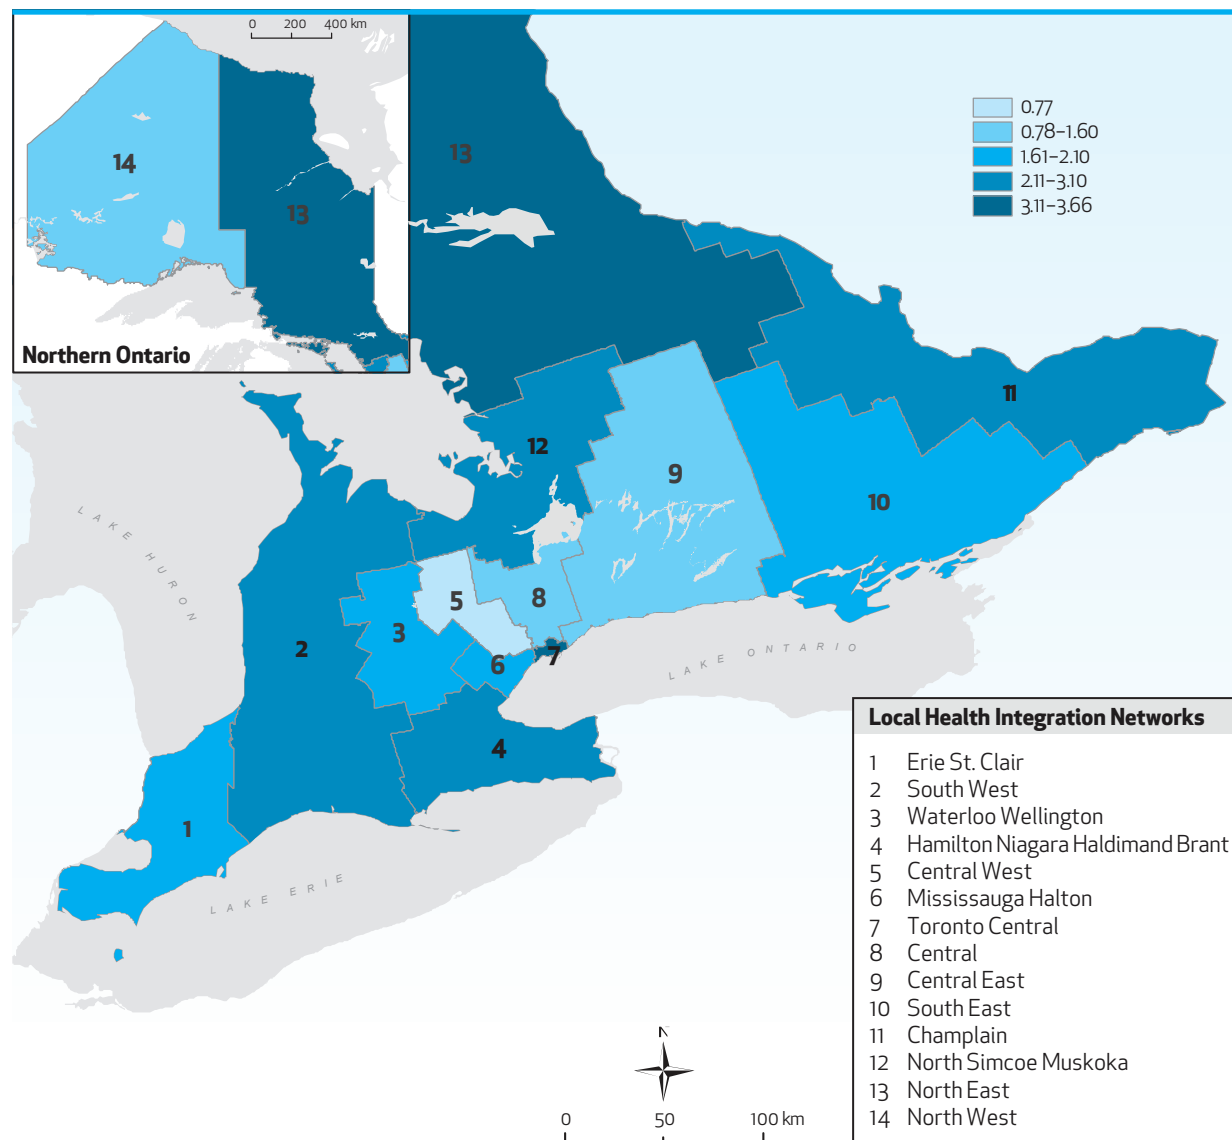 0 200 400 km
14
13
Northern Ontario
13
0.77
0.78–1.60
1.61–2.10
2.11–3.10
3.11–3.66
11
12
9
10
LAKE HURON
5
8
3
2
6
7
LAKE ONTARIO
4
1
LAKE ERIE
Local Health Integration Networks
1 Erie St. Clair
2 South West
3 Waterloo Wellington
4 Hamilton Niagara Haldimand Brant
5 Central West
6 Mississauga Halton
7 Toronto Central
8 Central
9 Central East
10 South East
11 Champlain
12 North Simcoe Muskoka
13 North East
14 North West
N
0 50 100 km